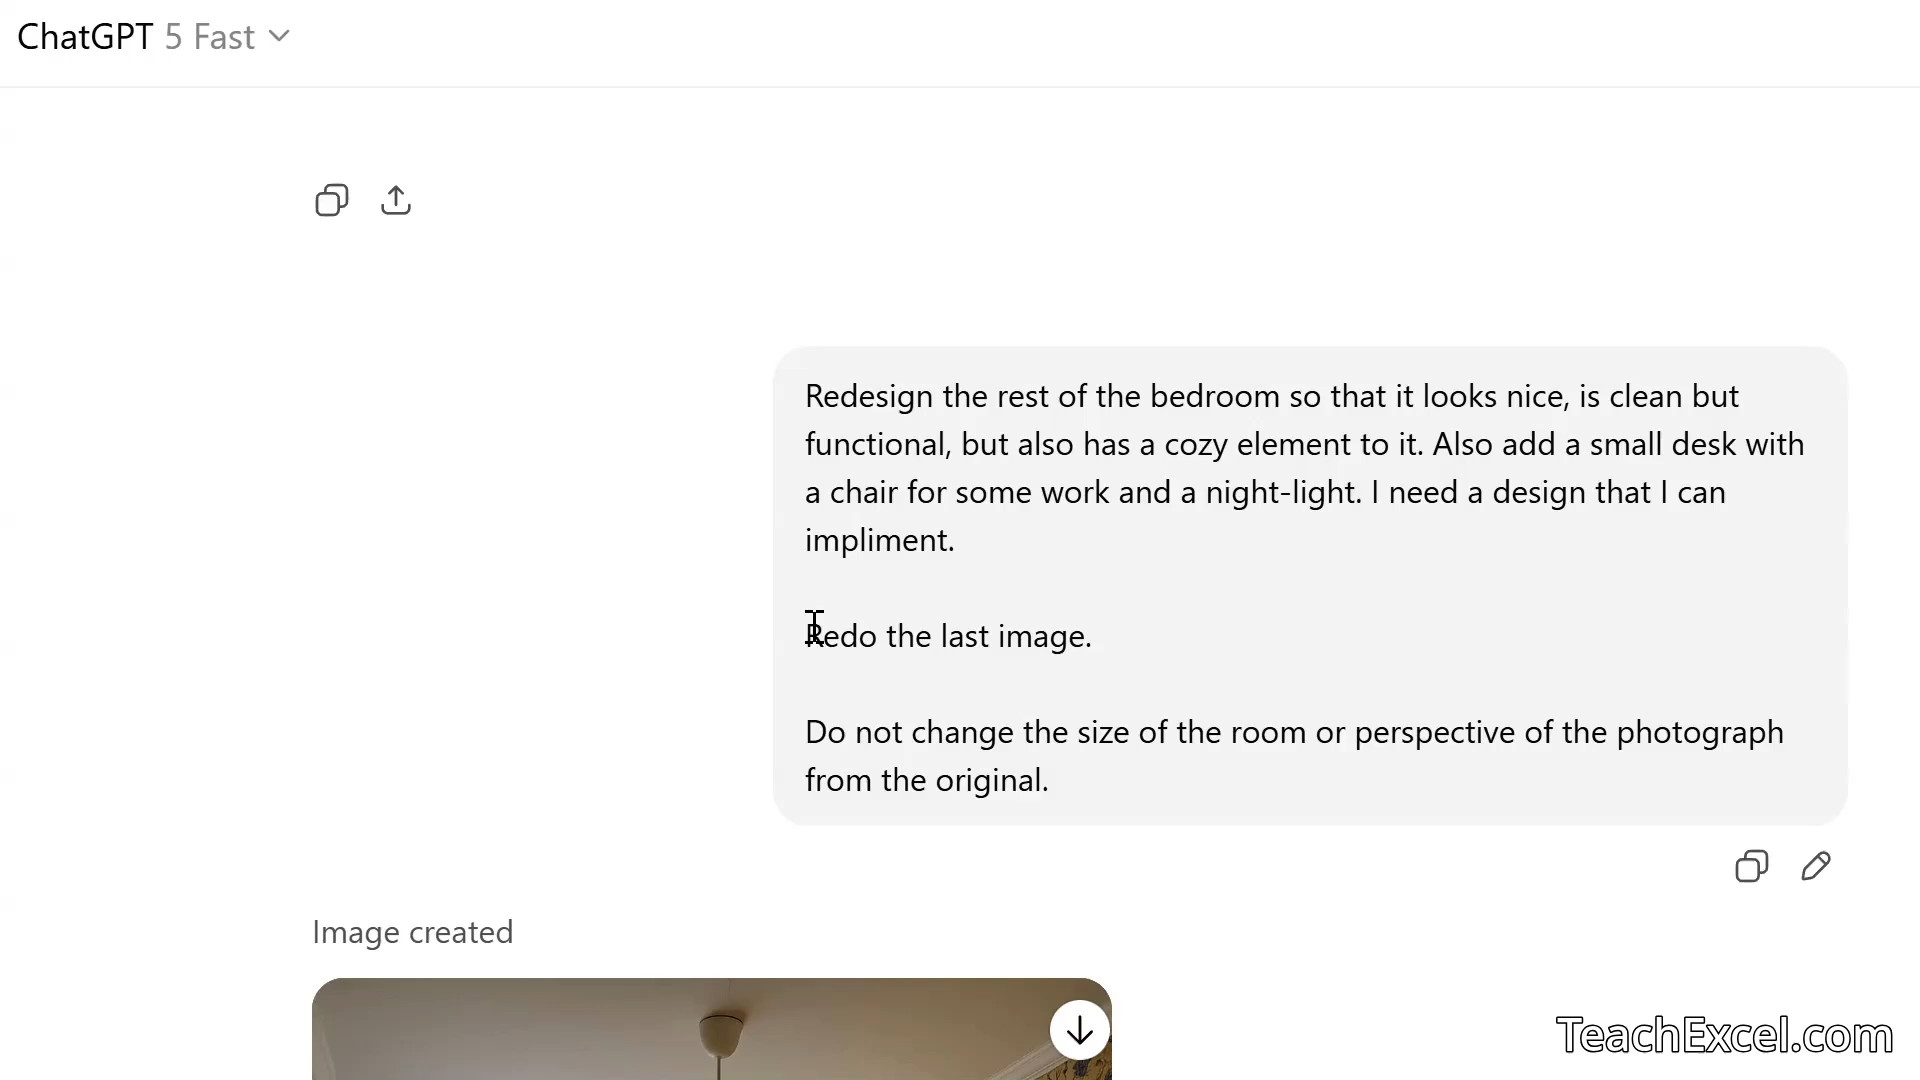 ChatGPT 5 Fast
Redesign the rest of the bedroom so that it looks nice, is clean but
functional, but also has a cozy element to it. Also add a small desk with
a chair for some work and a night-light. I need a design that I can
impliment.
Redo the last image.
Do not change the size of the room or perspective of the photograph
from the original.
Image created
TeachExcel.com